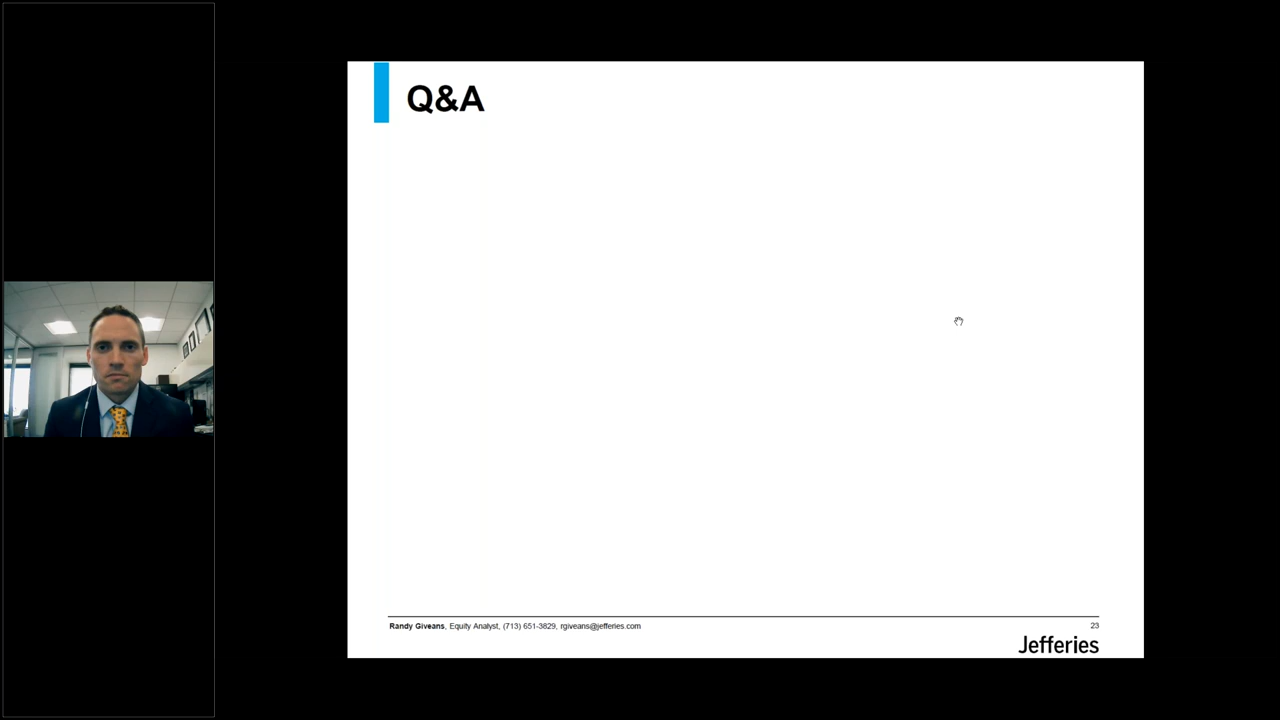 Q&A
Randy Giveans, Equity Analyst, (713) 651-3829, rgiveans@jefferies.com
23
Jefferies